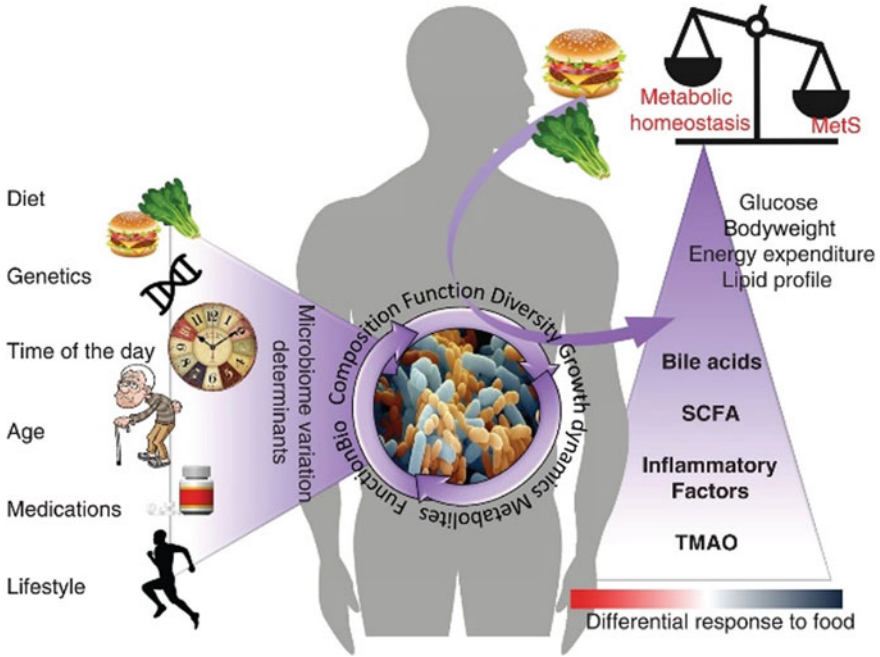 Diet
Genetics
Time of the day
Age
Medications
Lifestyle
Microbiome variation
determinants
Composition Function Diversity Growth dynamics Metabolites FunctionBio
Metabolic
homeostasis
MetS
Glucose
Bodyweight
Energy expenditure
Lipid profile
Bile acids
SCFA
Inflammatory
Factors
TMAO
Differential response to food